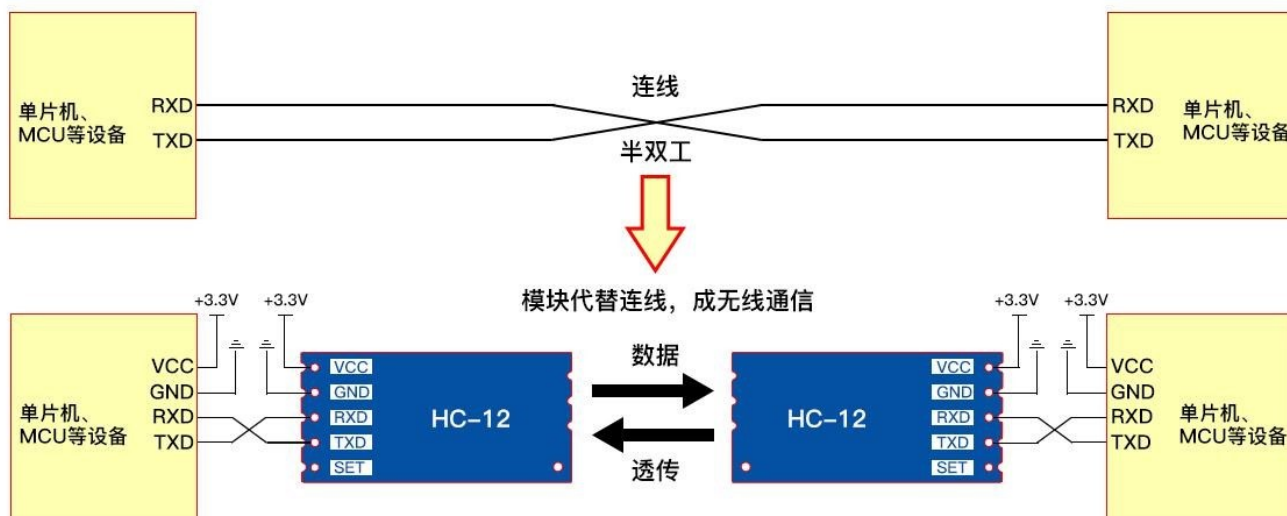 连线
单片机、
MCU等设备
RXD
TXD
RXD
TXD
单片机、
MCU等设备
半双工
模块代替连线，成无线通信
+3.3V
+3.3V
+3.3V
+3.3V
单片机、
MCU等设备
VCC
GND
RXD
TXD
VCC
GND
RXD
TXD
SET
HC-12
数据
透传
HC-12
VCC
GND
RXD
TXD
SET
VCC
GND
RXD
TXD
单片机、
MCU等设备